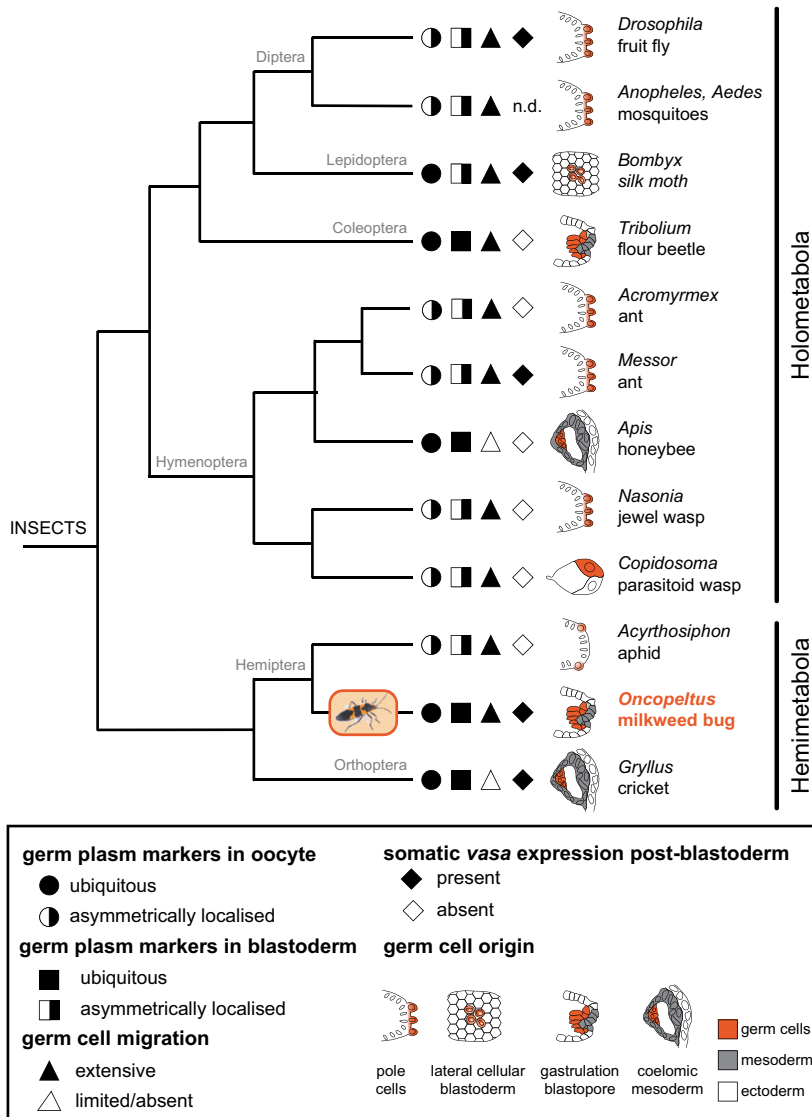 Diptera
Drosophila
fruit fly
n.d.
Anopheles, Aedes
mosquitoes
Lepidoptera
Bombyx
silk moth
Coleoptera
Tribolium
flour beetle
Acromyrmex
ant
Messor
ant
Hymenoptera
Apis
honeybee
Nasonia
jewel wasp
Copidosoma
parasitoid wasp
Holometabola
INSECTS
Hemiptera
Acyrthosiphon
aphid
Oncopeltus
milkweed bug
Orthoptera
Gryllus
cricket
Hemimetabola
germ plasm markers in oocyte
ubiquitous
asymmetrically localised
germ plasm markers in blastoderm
ubiquitous
asymmetrically localised
germ cell migration
extensive
limited/absent
somatic vasa expression post-blastoderm
present
absent
germ cell origin
pole
cells
lateral cellular
blastoderm
gastrulation
blastopore
coelomic
mesoderm
germ cells
mesoderm
ectoderm